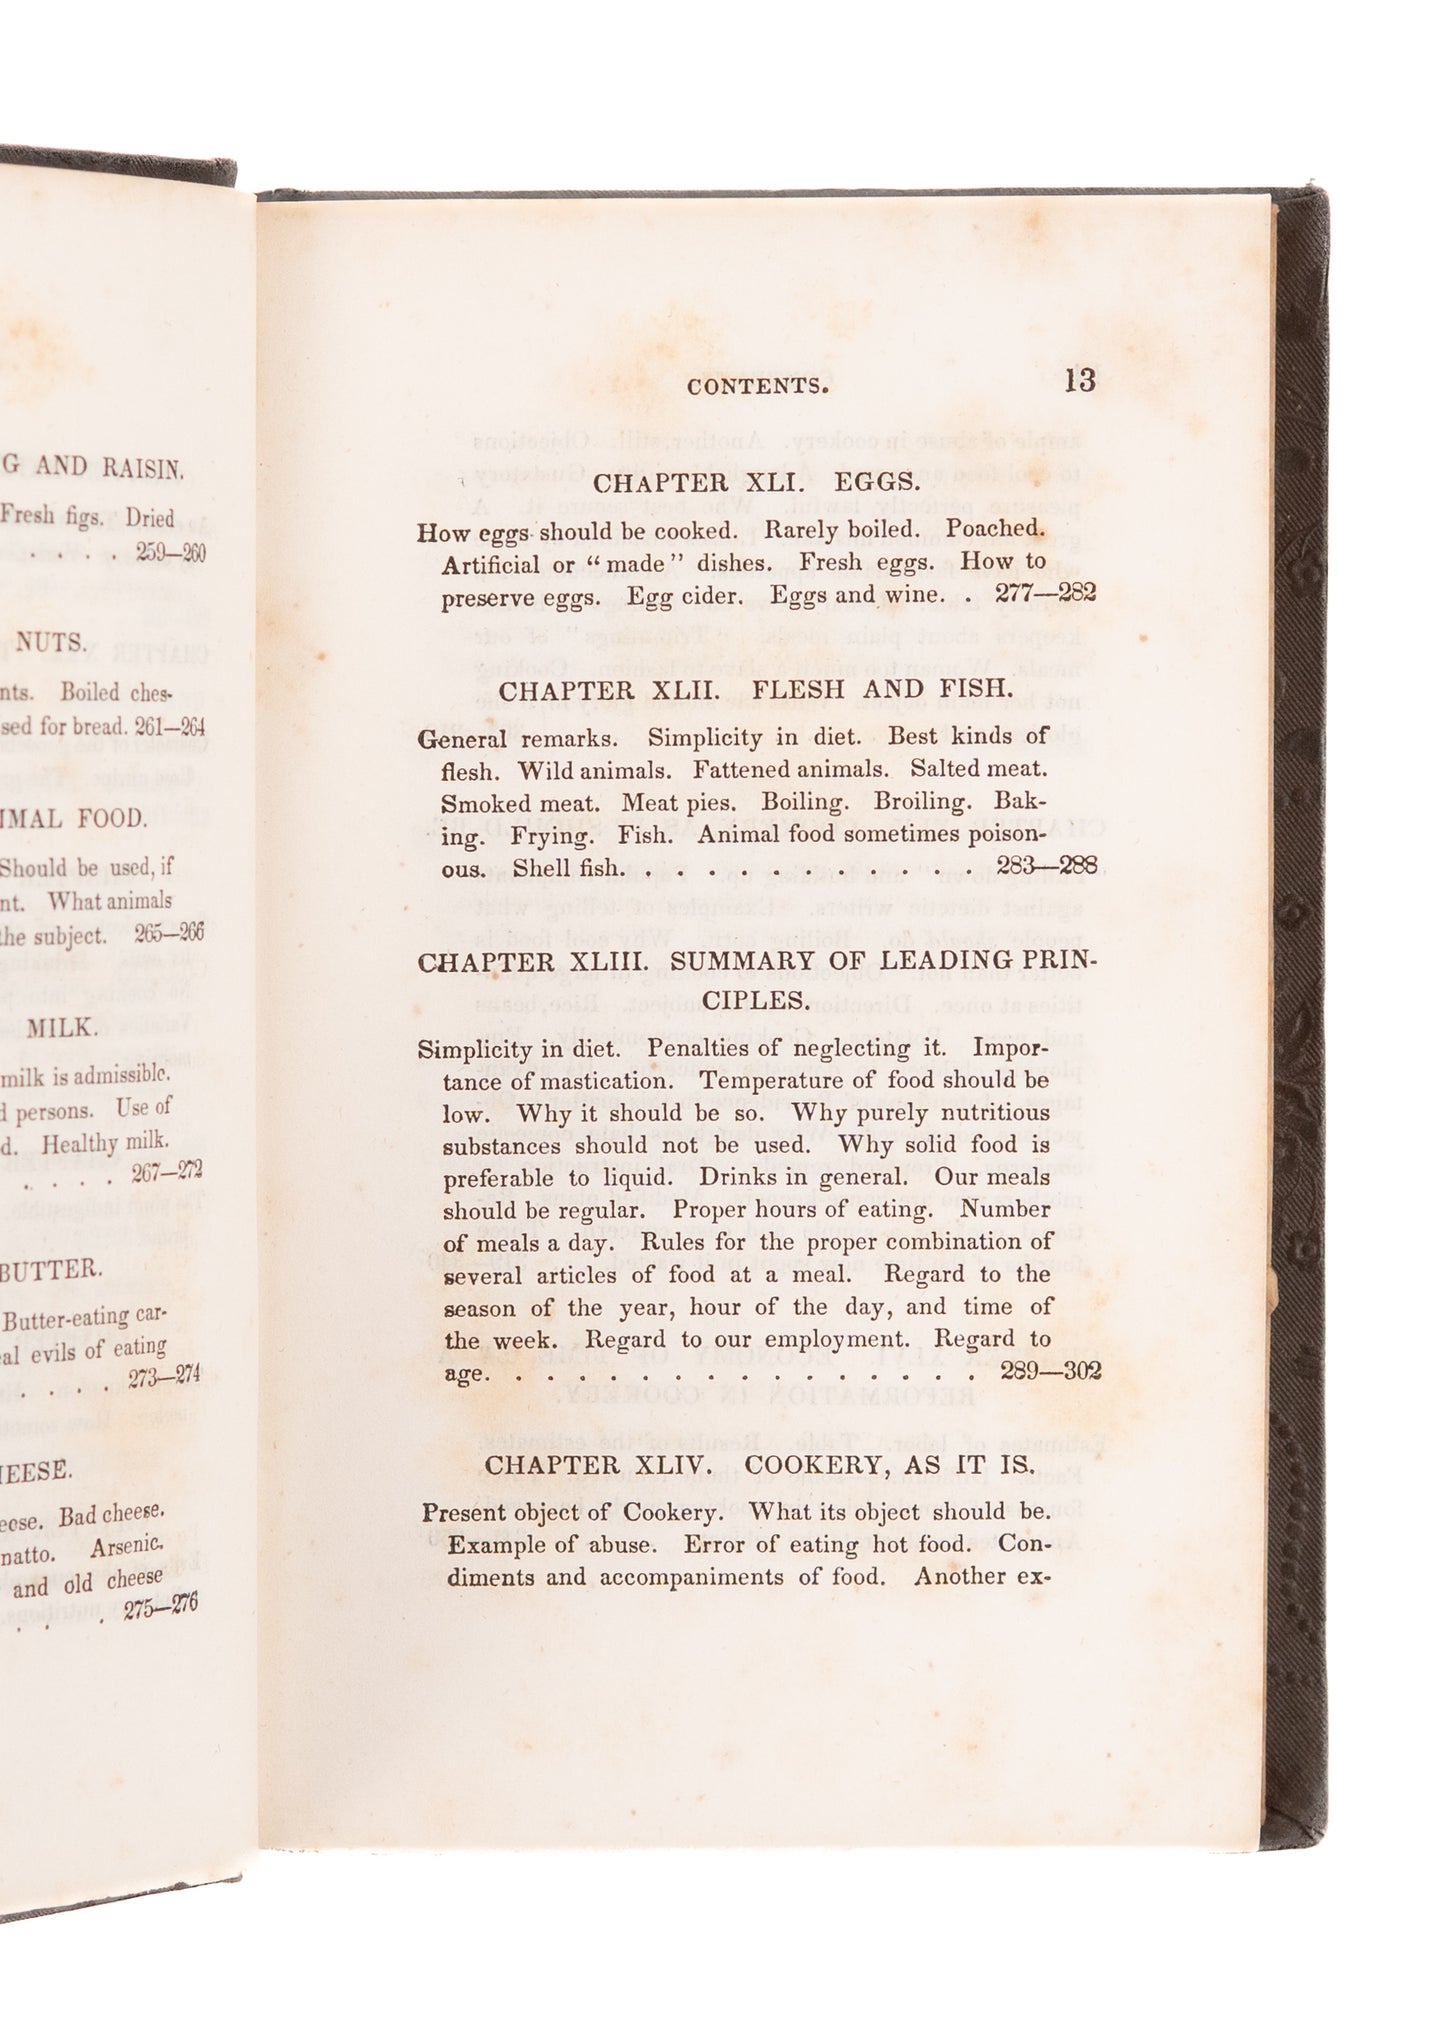 G AND RAISIN.
Fresh figs. Dried
. . . . 259—260
NUTS.
nts. Boiled ches-
sed for bread. 261—264
IMAL FOOD.
Should be used, if
nt. What animals
the subject. 265—266
MILK.
milk is admissible.
d persons. Use of
d. Healthy milk.
. . . . 267—272
BUTTER.
Butter-eating car-
al evils of eating
. . . . 273—274
HEESE.
Bad cheese.
natto. Arsenic.
and old cheese
. . . 275—276
CONTENTS. 13
CHAPTER XLI. EGGS.
How eggs should be cooked. Rarely boiled. Poached.
Artificial or “made” dishes. Fresh eggs. How to
preserve eggs. Egg cider. Eggs and wine. . 277—282
CHAPTER XLII. FLESH AND FISH.
General remarks. Simplicity in diet. Best kinds of
flesh. Wild animals. Fattened animals. Salted meat.
Smoked meat. Meat pies. Boiling. Broiling. Bak-
ing. Frying. Fish. Animal food sometimes poison-
ous. Shell fish. . . . . . . . . . . . 283—288
CHAPTER XLIII. SUMMARY OF LEADING PRIN-
CIPLES.
Simplicity in diet. Penalties of neglecting it. Impor-
tance of mastication. Temperature of food should be
low. Why it should be so. Why purely nutritious
substances should not be used. Why solid food is
preferable to liquid. Drinks in general. Our meals
should be regular. Proper hours of eating. Number
of meals a day. Rules for the proper combination of
several articles of food at a meal. Regard to the
season of the year, hour of the day, and time of
the week. Regard to our employment. Regard to
age. . . . . . . . . . . . . . . . 289—302
CHAPTER XLIV. COOKERY, AS IT IS.
Present object of Cookery. What its object should be.
Example of abuse. Error of eating hot food. Con-
diments and accompaniments of food. Another ex-